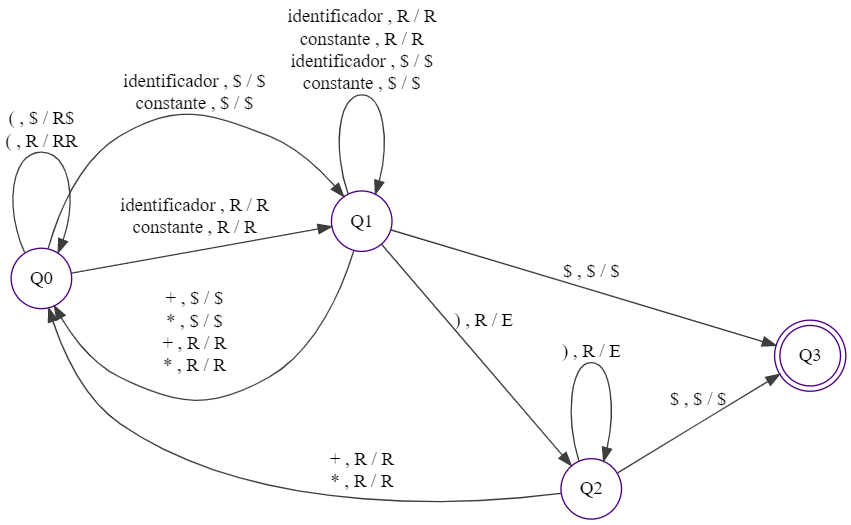 identificador , R / R
constante , R / R
identificador , $ / $
constante , $ / $
identificador , $ / $
constante , $ / $
( , $ / R$
( , R / RR
identificador , R / R
constante , R / R
Q1
Q0
$ , $ / $
+ , $ / $
* , $ / $
+ , R / R
* , R / R
) , R / E
) , R / E
Q3
$ , $ / $
+ , R / R
* , R / R
Q2